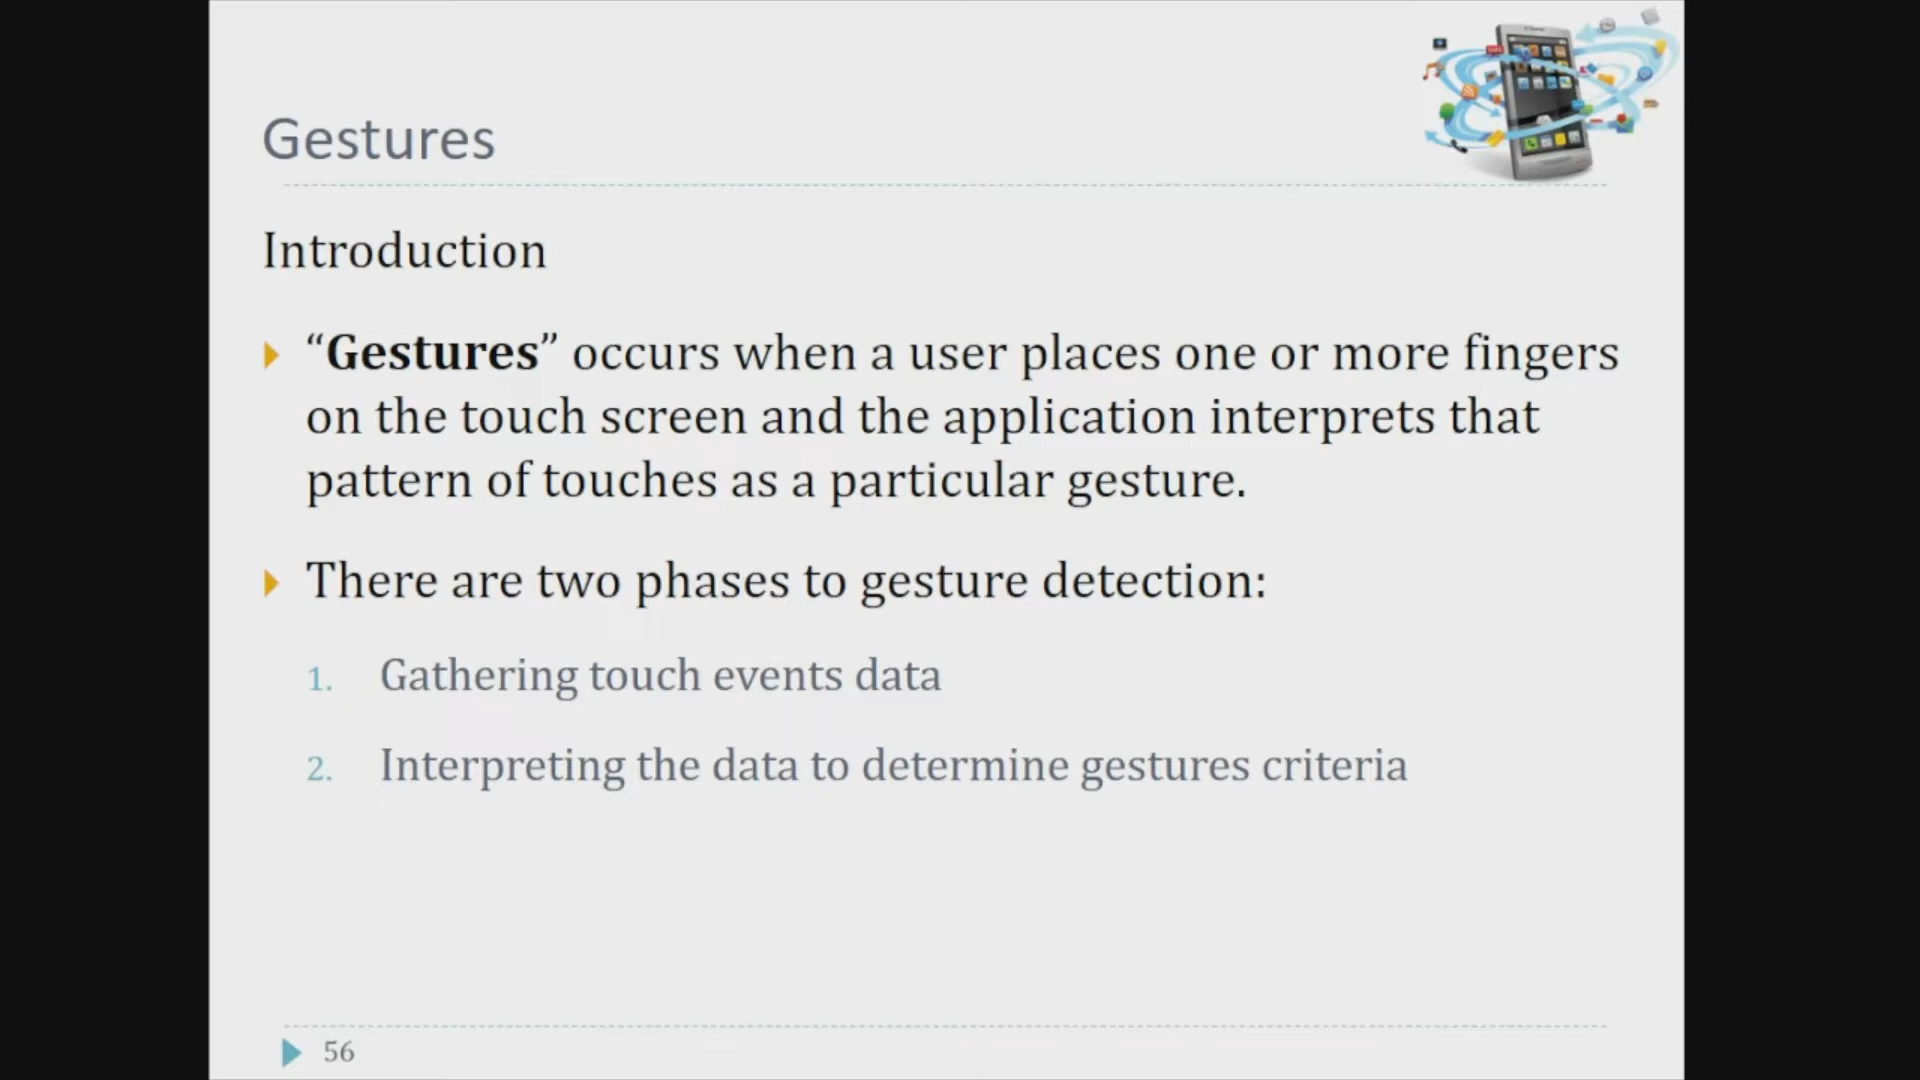 Gestures
Introduction
“Gestures” occurs when a user places one or more fingers
on the touch screen and the application interprets that
pattern of touches as a particular gesture.
There are two phases to gesture detection:
1. Gathering touch events data
2. Interpreting the data to determine gestures criteria
56